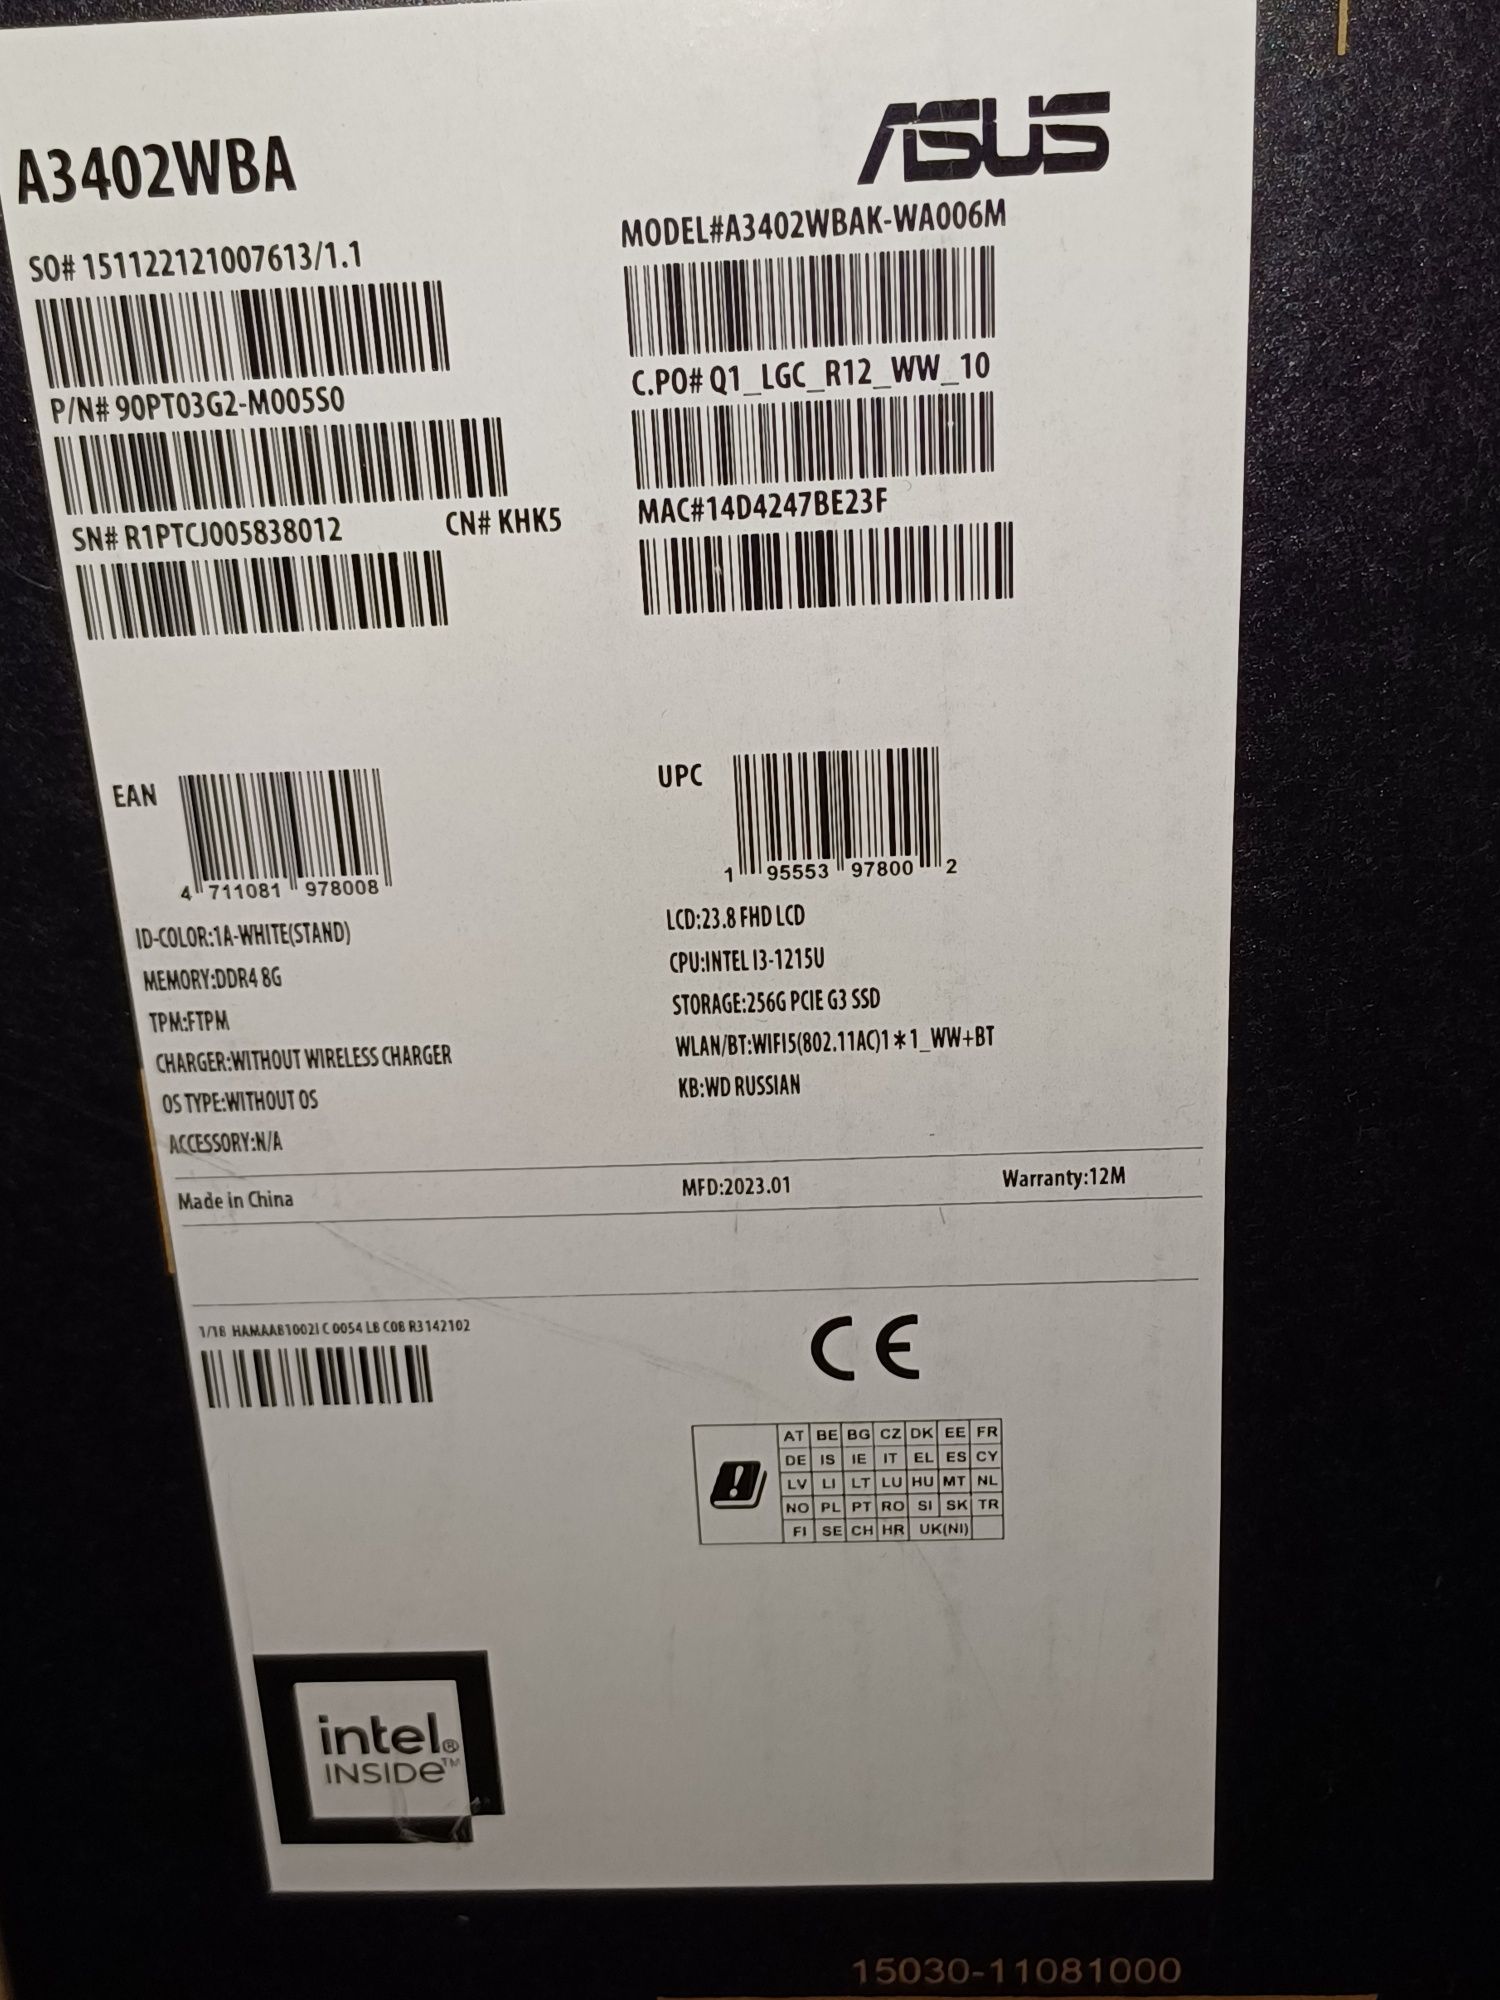 ASUS
A3402WBA
MODEL#A3402WBAK-WA006M
SO# 151122121007613/1.1
C.PO# Q1_LGC_R12_WW_10
P/N# 90PT03G2-M005S0
MAC#14D4247BE23F
SN# R1PTCJ005838012 CN# KHK5
EAN
4 711081 978008
UPC
1 95553 97800 2
ID-COLOR:1A-WHITE(STAND)
MEMORY:DDR4 8G
TPM:FTPM
CHARGER:WITHOUT WIRELESS CHARGER
OS TYPE:WITHOUT OS
ACCESSORY:N/A
LCD:23.8 FHD LCD
CPU:INTEL I3-1215U
STORAGE:256G PCIE G3 SSD
WLAN/BT:WIFI5(802.11AC)1*1_WW+BT
KB:WD RUSSIAN
Made in China MFD:2023.01 Warranty:12M
1/18 HAMAA81002I C 0054 L8 C08 R3142102
CE
AT BE BG CZ DK EE FR
DE IS IE IT EL ES CY
LV LI LT LU HU MT NL
NO PL PT RO SI SK TR
FI SE CH HR UK(NI)
intel®
INSIDe™
15030-11081000